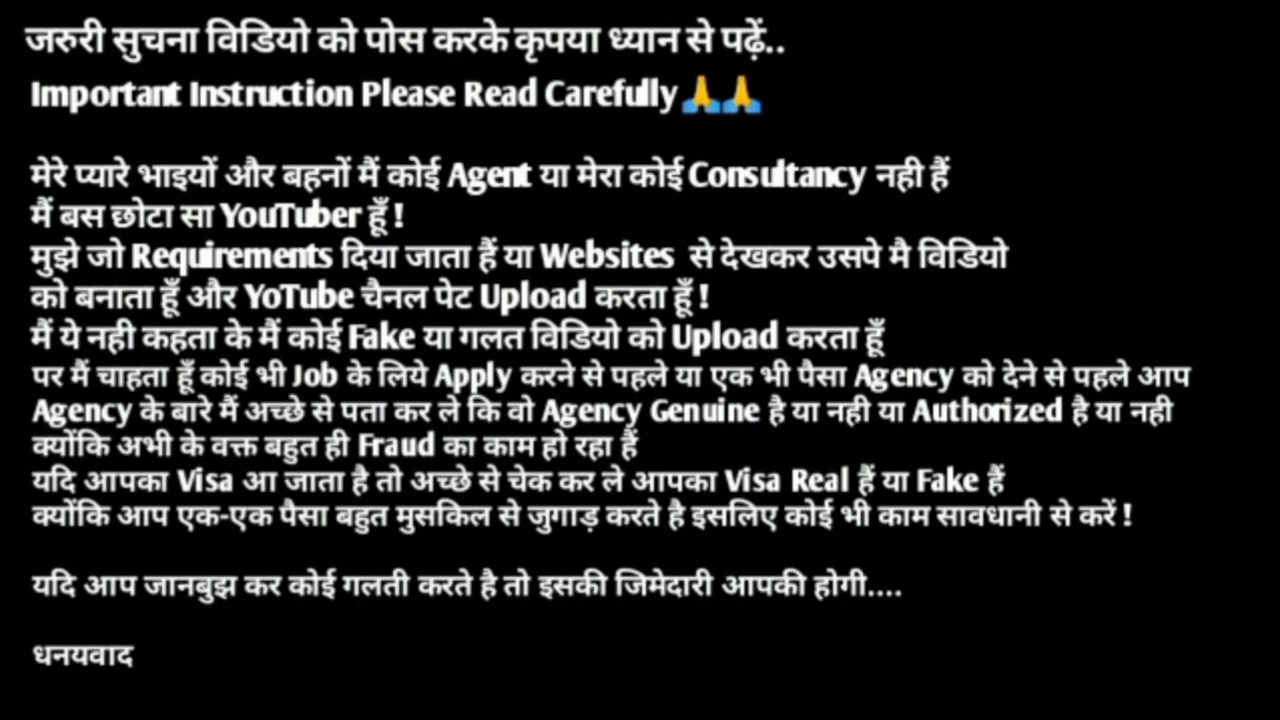 जरुरी सुचना विडियो को पोस करके कृपया ध्यान से पढ़ें..
Important Instruction Please Read Carefully🙏🙏
मेरे प्यारे भाइयों और बहनों मैं कोई Agent या मेरा कोई Consultancy नही हैं
मैं बस छोटा सा YouTuber हूँ !
मुझे जो Requirements दिया जाता हैं या Websites से देखकर उसपे मै विडियो
को बनाता हूँ और YoTube चैनल पेट Upload करता हूँ !
मैं ये नही कहता के मैं कोई Fake या गलत विडियो को Upload करता हूँ
पर मैं चाहता हूँ कोई भी Job के लिये Apply करने से पहले या एक भी पैसा Agency को देने से पहले आप
Agency के बारे मैं अच्छे से पता कर ले कि वो Agency Genuine है या नही या Authorized है या नही
क्योंकि अभी के वक्त बहुत ही Fraud का काम हो रहा हैं
यदि आपका Visa आ जाता है तो अच्छे से चेक कर ले आपका Visa Real हैं या Fake हैं
क्योंकि आप एक-एक पैसा बहुत मुसकिल से जुगाड़ करते है इसलिए कोई भी काम सावधानी से करें !
यदि आप जानबुझ कर कोई गलती करते है तो इसकी जिमेदारी आपकी होगी....
धनयवाद